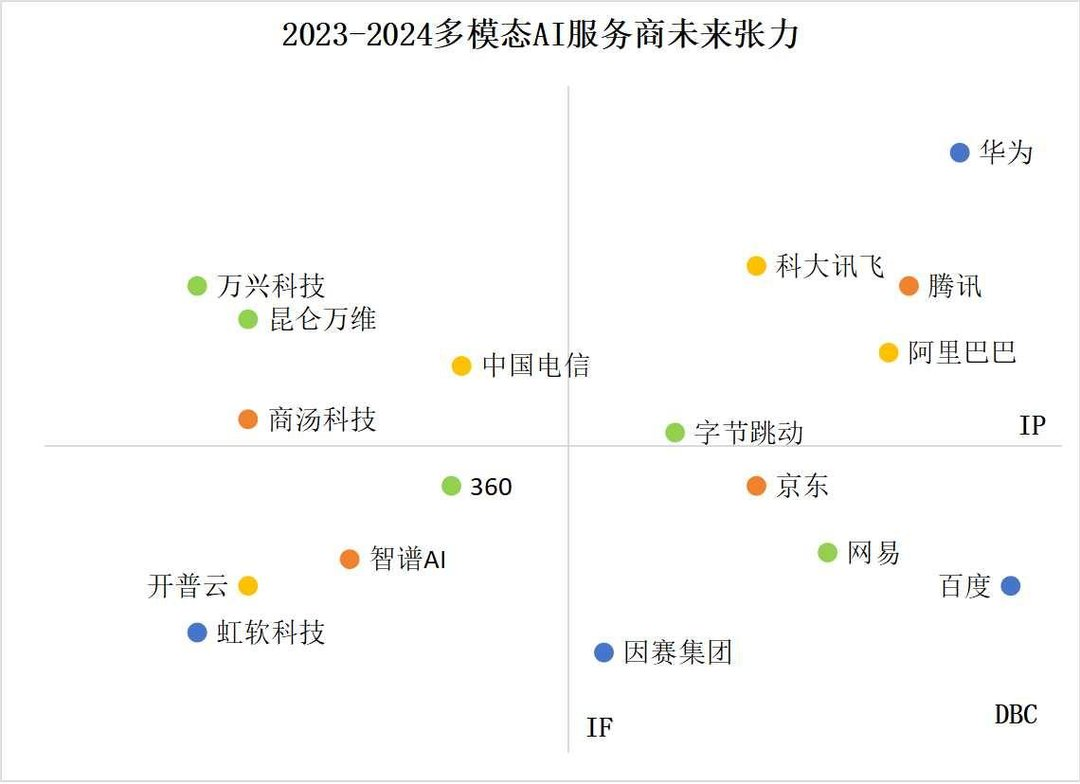 2023-2024多模态AI服务商未来张力
华为
科大讯飞
腾讯
万兴科技
昆仑万维
阿里巴巴
中国电信
商汤科技
IP
字节跳动
360
京东
网易
智谱AI
开普云
百度
虹软科技
因赛集团
DBC
IF